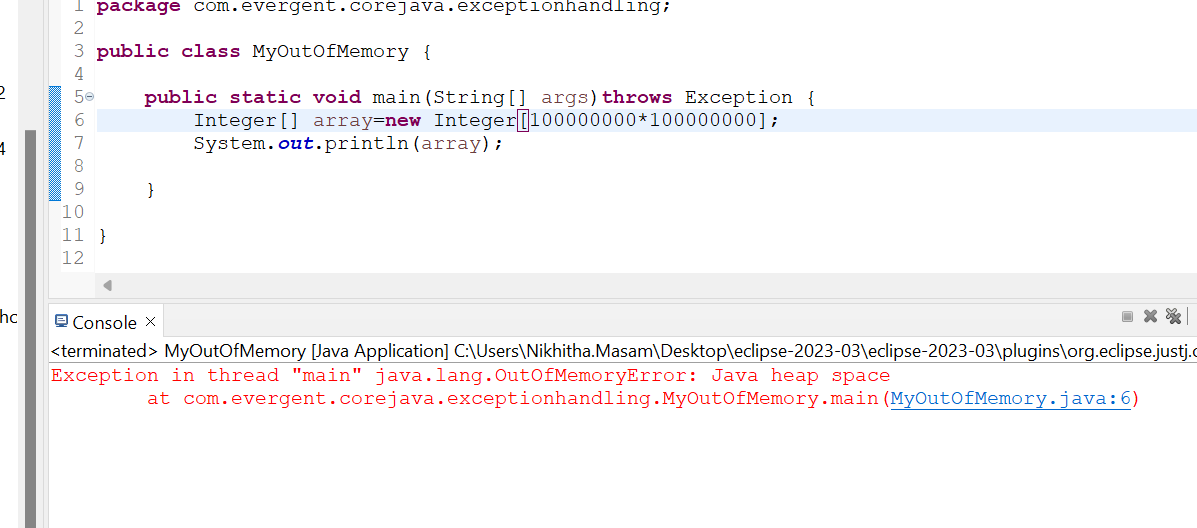 1 package com.evergent.corejava.exceptionhandling;
2
3 public class MyOutOfMemory {
4
5 public static void main(String[] args)throws Exception {
6 Integer[] array=new Integer[100000000*100000000];
7 System.out.println(array);
8
9 }
10
11 }
12
2
4
ho
Console
<terminated> MyOutOfMemory [Java Application] C:\Users\Nikhitha.Masam\Desktop\eclipse-2023-03\eclipse-2023-03\plugins\org.eclipse.justj.
Exception in thread "main" java.lang.OutOfMemoryError: Java heap space
at com.evergent.corejava.exceptionhandling.MyOutOfMemory.main(MyOutOfMemory.java:6)